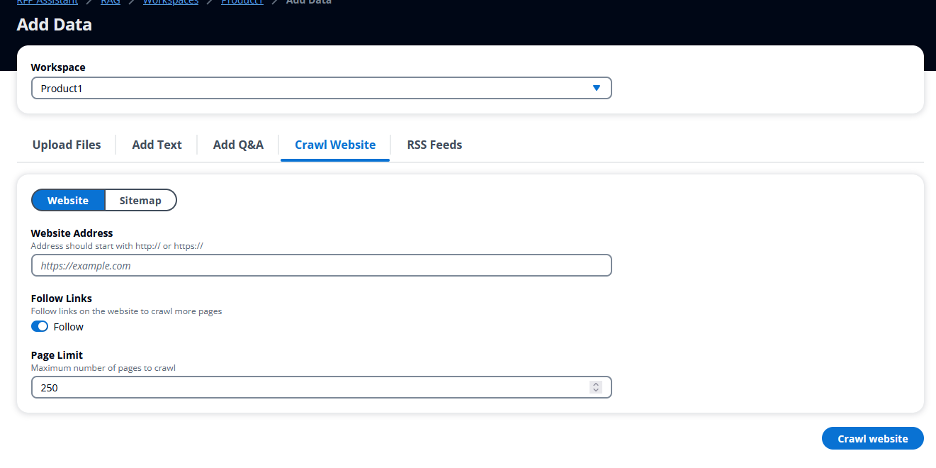 RFP Assistant / RAG / Workspaces / Product1 / Add Data
Add Data
Workspace
Product1
Upload Files
Add Text
Add Q&A
Crawl Website
RSS Feeds
Website
Sitemap
Website Address
Address should start with http:// or https://
https://example.com
Follow Links
Follow links on the website to crawl more pages
Follow
Page Limit
Maximum number of pages to crawl
250
Crawl website